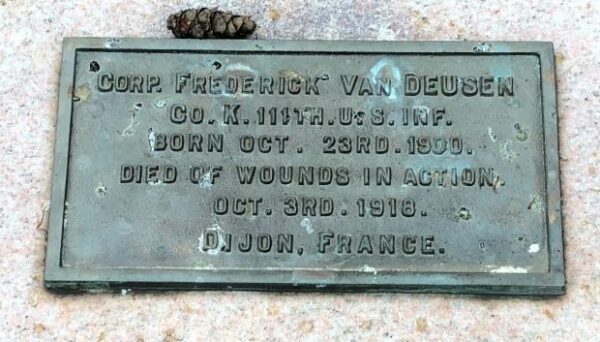 CORP. FREDERICK VAN DEUSEN
CO. K. 111TH. U. S. INF.
BORN OCT. 23RD. 1900.
DIED OF WOUNDS IN ACTION.
OCT. 3RD. 1918.
DIJON, FRANCE.